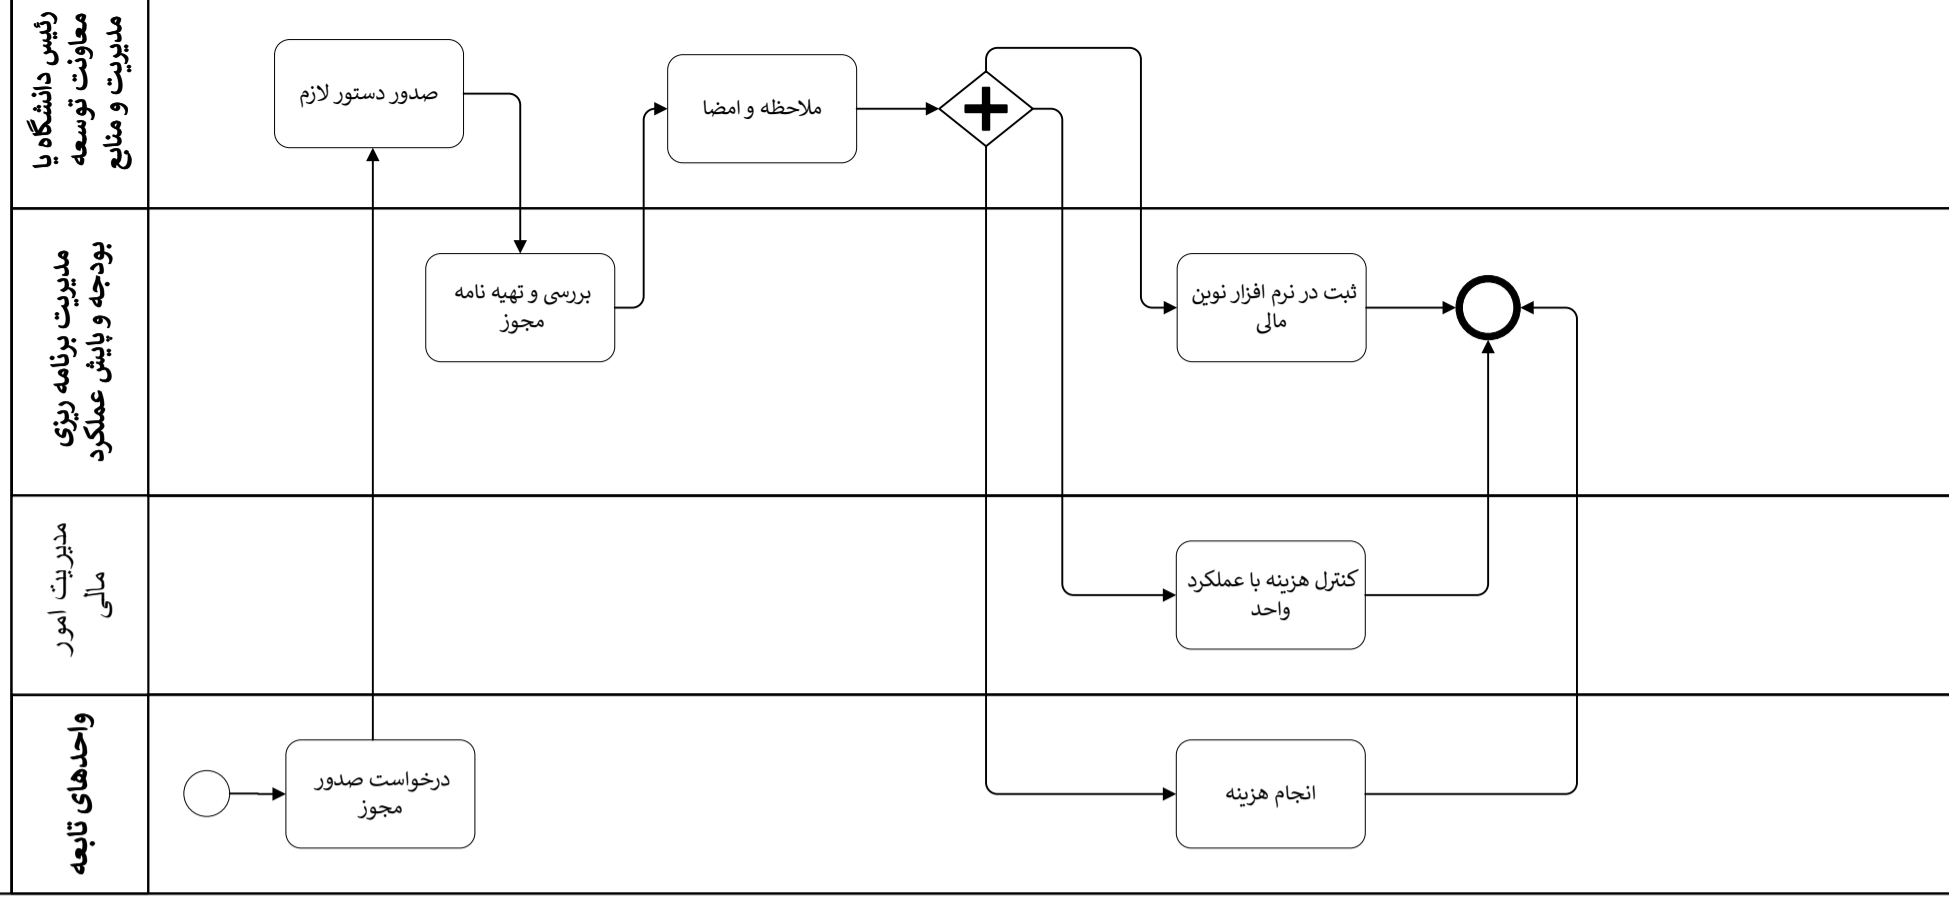 رئیس دانشگاه یا
معاونت توسعه
مدیریت و منابع
صدور دستور لازم
ملاحظه و امضا
مدیریت برنامه ریزی
بودجه و پایش عملکرد
بررسی و تهیه نامه
مجوز
ثبت در نرم افزار نوین
مالی
مدیریت امور
مالی
کنترل هزینه با عملکرد
واحد
واحدهای تابعه
درخواست صدور
مجوز
انجام هزینه